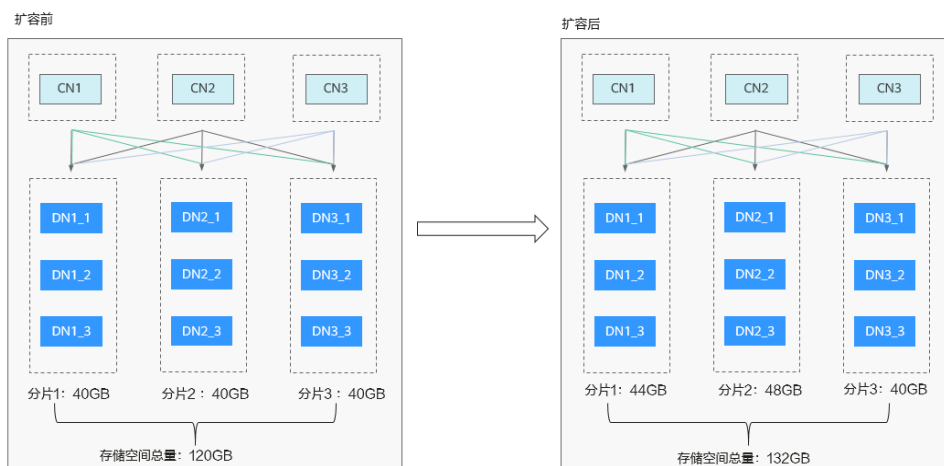 扩容前
CN1 CN2 CN3
DN1_1 DN2_1 DN3_1
DN1_2 DN2_2 DN3_2
DN1_3 DN2_3 DN3_3
分片1：40GB 分片2 ：40GB 分片3 ：40GB
存储空间总量：120GB
扩容后
CN1 CN2 CN3
DN1_1 DN2_1 DN3_1
DN1_2 DN2_2 DN3_2
DN1_3 DN2_3 DN3_3
分片1：44GB 分片2：48GB 分片3：40GB
存储空间总量：132GB